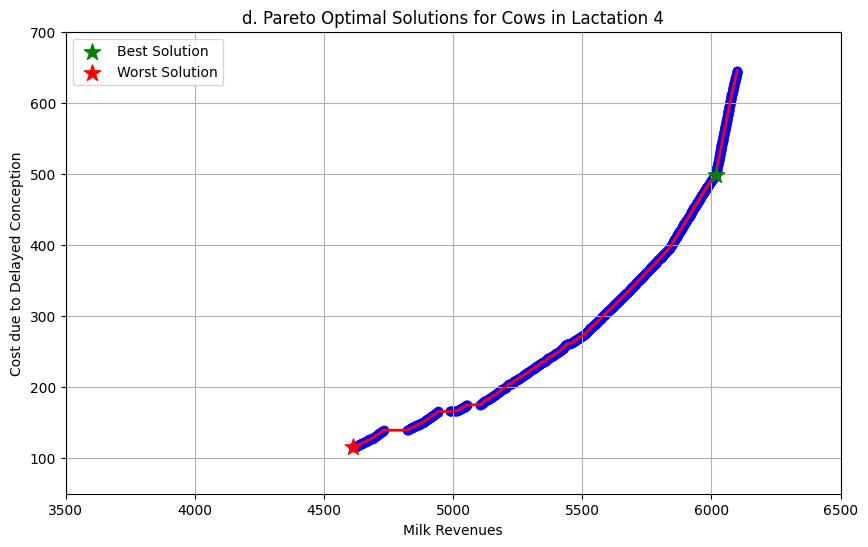 d. Pareto Optimal Solutions for Cows in Lactation 4
Best Solution
Worst Solution
Cost due to Delayed Conception
700
600
500
400
300
200
100
3500 4000 4500 5000 5500 6000 6500
Milk Revenues